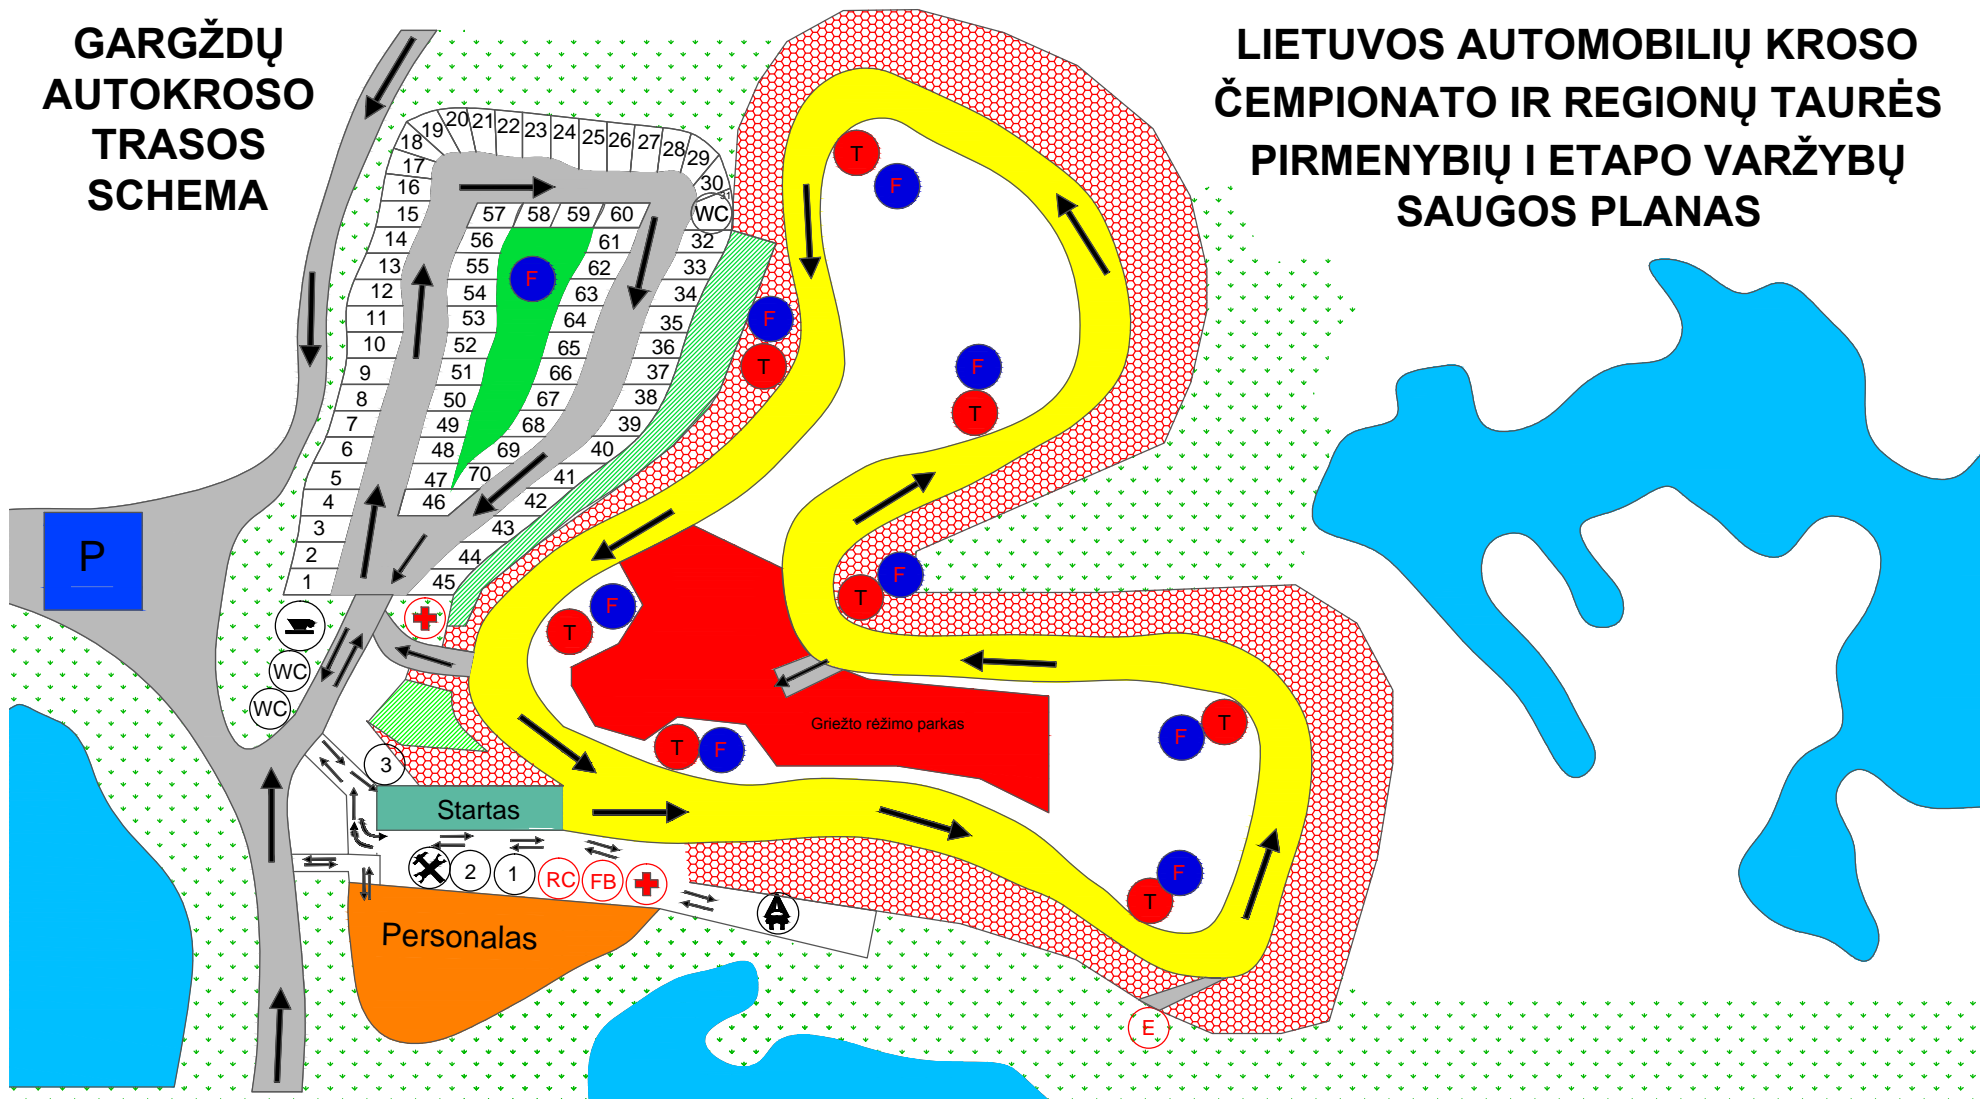 GARGŽDŲ
AUTOKROSO
TRASOS
SCHEMA
LIETUVOS AUTOMOBILIŲ KROSO
ČEMPIONATO IR REGIONŲ TAURĖS
PIRMENYBIŲ I ETAPO VARŽYBŲ
SAUGOS PLANAS
18 19 20 21 22 23 24 25 26 27 28 29
17
16
15
14
13
12
11
10
9
8
7
6
5
4
3
2
1
30
31
WC
32
33
34
35
36
37
38
39
40
41
42
43
44
45
57 58 59 60
56
55
54
53
52
51
50
49
48
47
46
61
62
63
64
65
66
67
68
69
70
F
T
F
F
T
F
T
F
T
F
T
T
F
F
T
F
T
P
WC
WC
Griežto rėžimo parkas
3
Startas
2
1
RC
FB
Personalas
E